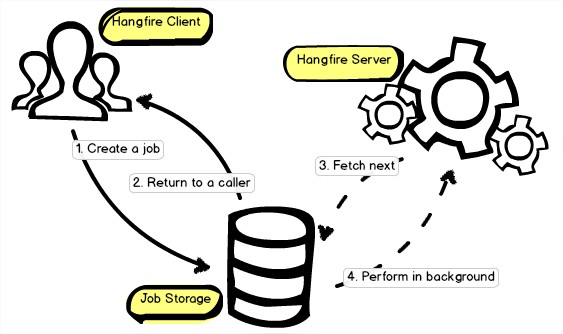 Hangfire Client
Hangfire Server
1. Create a job
2. Return to a caller
3. Fetch next
4. Perform in background
Job Storage